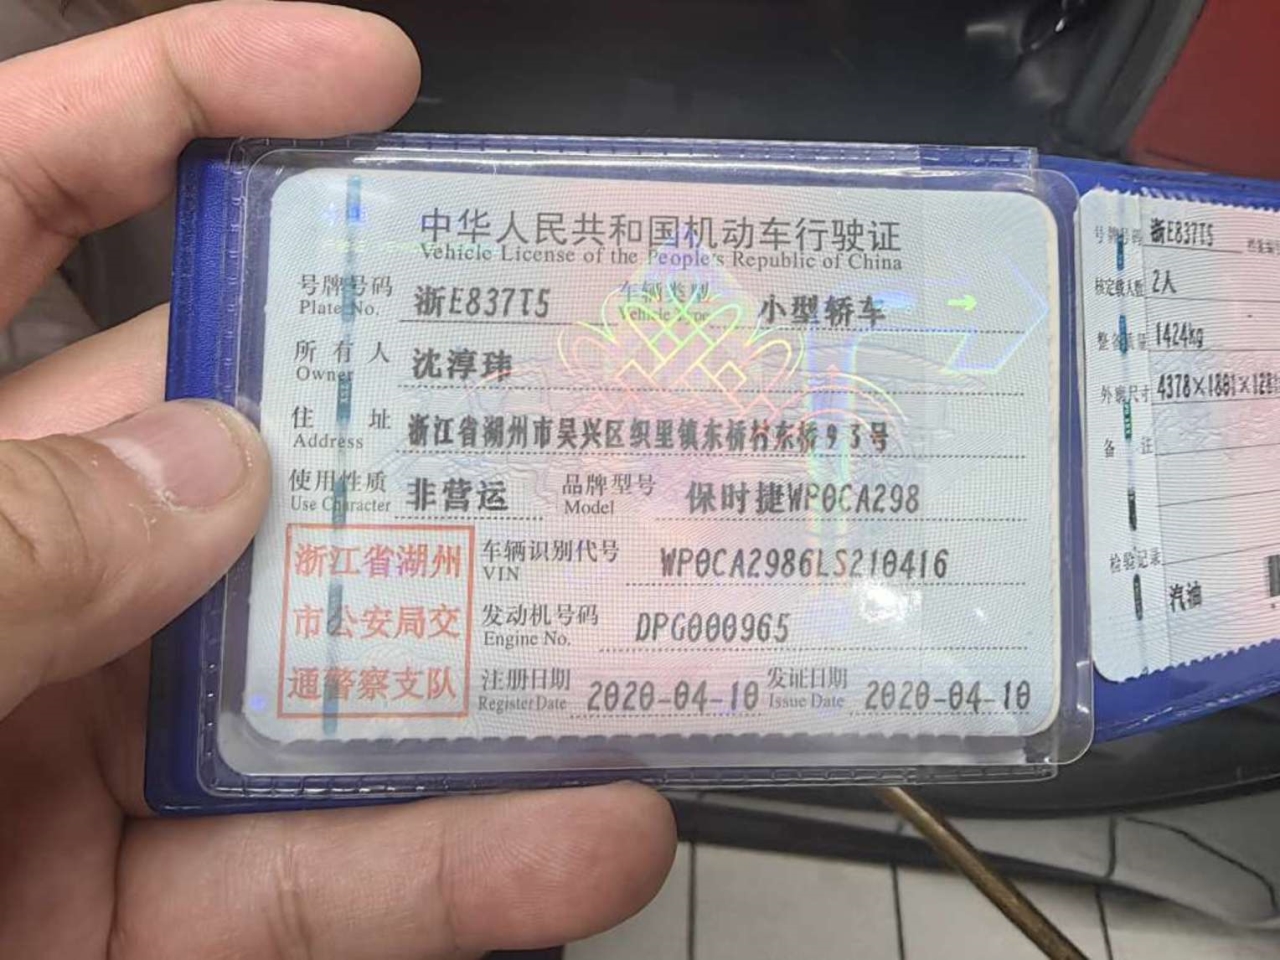 中华人民共和国机动车行驶证
Vehicle License of the People's Republic of China
号牌号码 浙E837T5 车辆类型 小型轿车
Plate No. Vehicle Type
所有人 沈淳玮
Owner
住址 浙江省湖州市吴兴区织里镇东桥村东桥93号
Address
使用性质 非营运 品牌型号 保时捷WP0CA298
Use Character Model
浙江省湖州
市公安局交
通警察支队
车辆识别代号 WP0CA2986LS210416
VIN
发动机号码 DPG000965
Engine No.
注册日期 2020-04-10 发证日期 2020-04-10
Register Date Issue Date
号牌号码 浙E837T5
核定载人数 2人
整备质量 1424kg
外廓尺寸 4378×1801×128
备注
检验记录
汽油